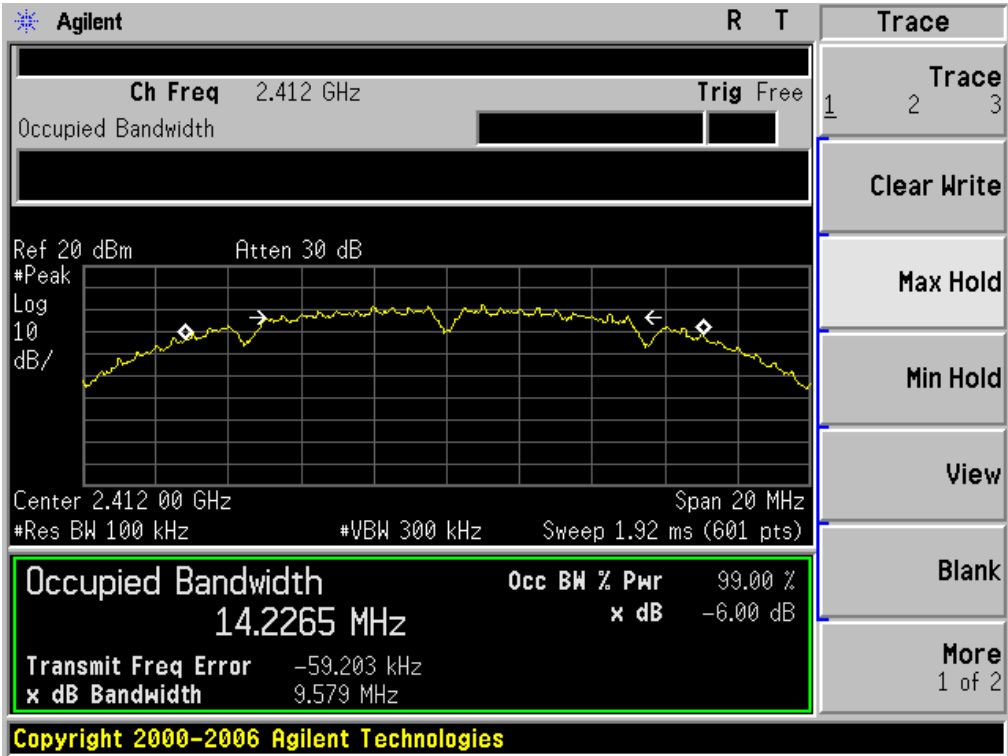 Agilent R T
Ch Freq 2.412 GHz Trig Free
Occupied Bandwidth
Ref 20 dBm Atten 30 dB
#Peak
Log
10
dB/
Center 2.412 00 GHz Span 20 MHz
#Res BW 100 kHz #VBW 300 kHz Sweep 1.92 ms (601 pts)
Occupied Bandwidth
14.2265 MHz
Occ BW % Pwr 99.00 %
x dB -6.00 dB
Transmit Freq Error -59.203 kHz
x dB Bandwidth 9.579 MHz
Copyright 2000-2006 Agilent Technologies
Trace
Trace
1 2 3
Clear Write
Max Hold
Min Hold
View
Blank
More
1 of 2